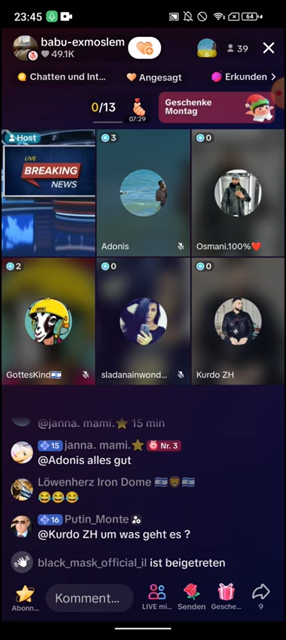 23:45
64
babu-exmoslem
49.1K
39
Chatten und Int...
Angesagt
Erkunden
0/13
07:29
Geschenke
Montag
Host
LIVE
BREAKING
NEWS
3
Adonis
0
Osmani.100%❤️
2
GottesKind🇮🇱
0
sladanainwond...
0
Kurdo ZH
@janna. mami.⭐ 15 min
15 janna. mami.⭐ Nr. 3
@Adonis alles gut
Löwenherz Iron Dome 🇮🇱🦁🇮🇱
😂😂😂
16 Putin_Monte
@Kurdo ZH um was geht es ?
black_mask_official_il ist beigetreten
Abonn...
Komment...
LIVE mi...
Senden
Gesche...
9